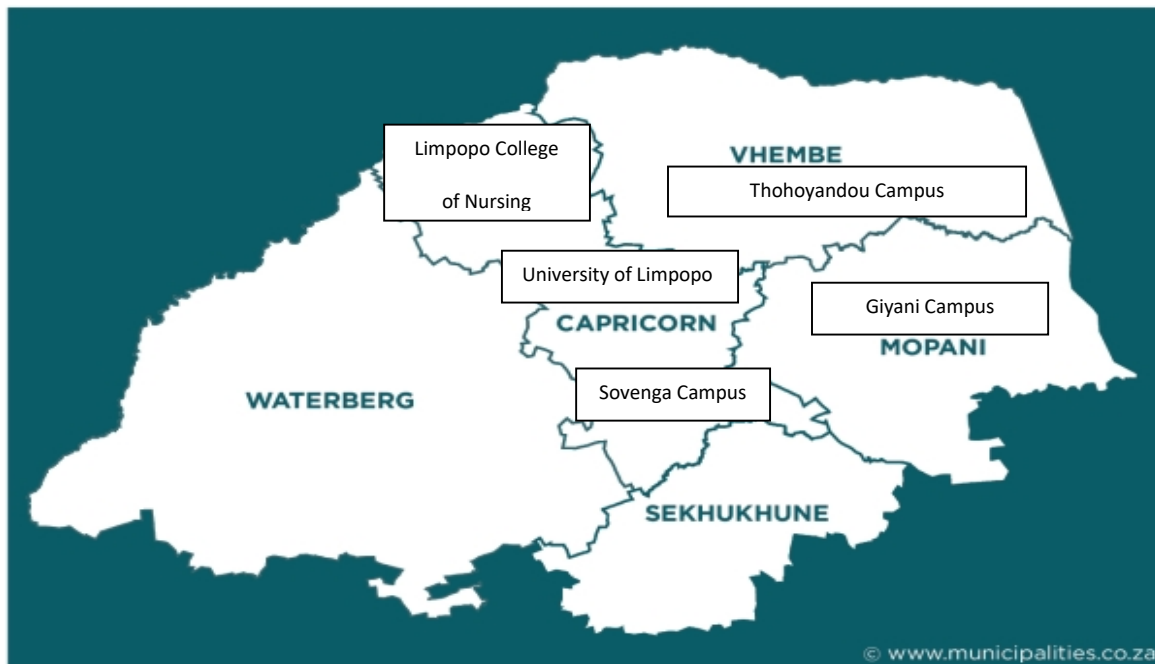 Limpopo College
of Nursing
VHEMBE
Thohoyandou Campus
University of Limpopo
Giyani Campus
CAPRICORN
MOPANI
Sovenga Campus
WATERBERG
SEKHUKHUNE
© www.municipalities.co.za